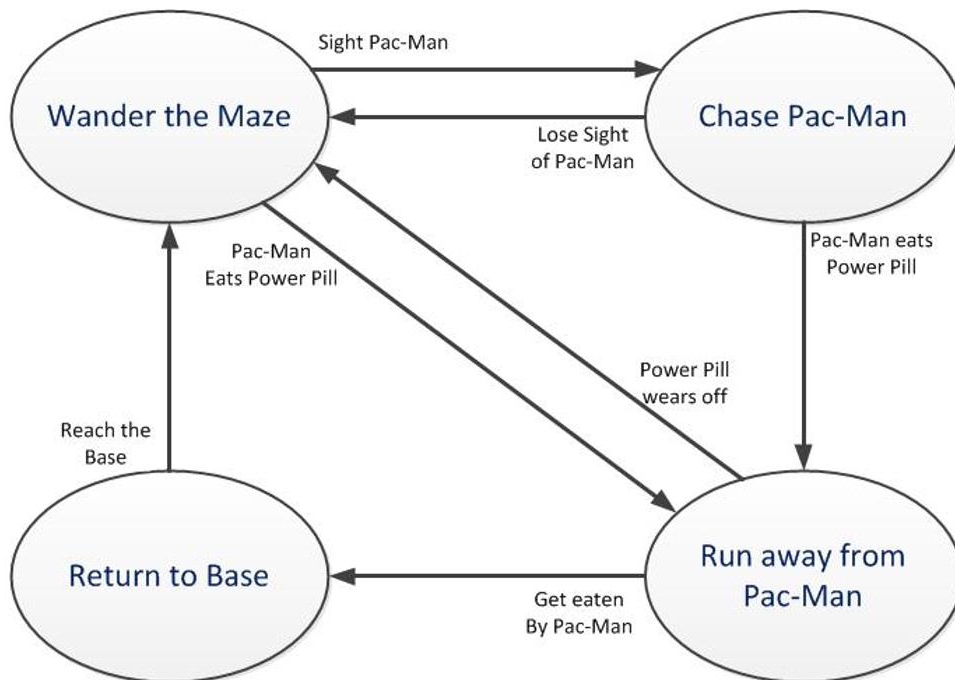 Sight Pac-Man
Wander the Maze
Chase Pac-Man
Lose Sight
of Pac-Man
Pac-Man
Eats Power Pill
Pac-Man eats
Power Pill
Power Pill
wears off
Reach the
Base
Return to Base
Run away from
Pac-Man
Get eaten
By Pac-Man